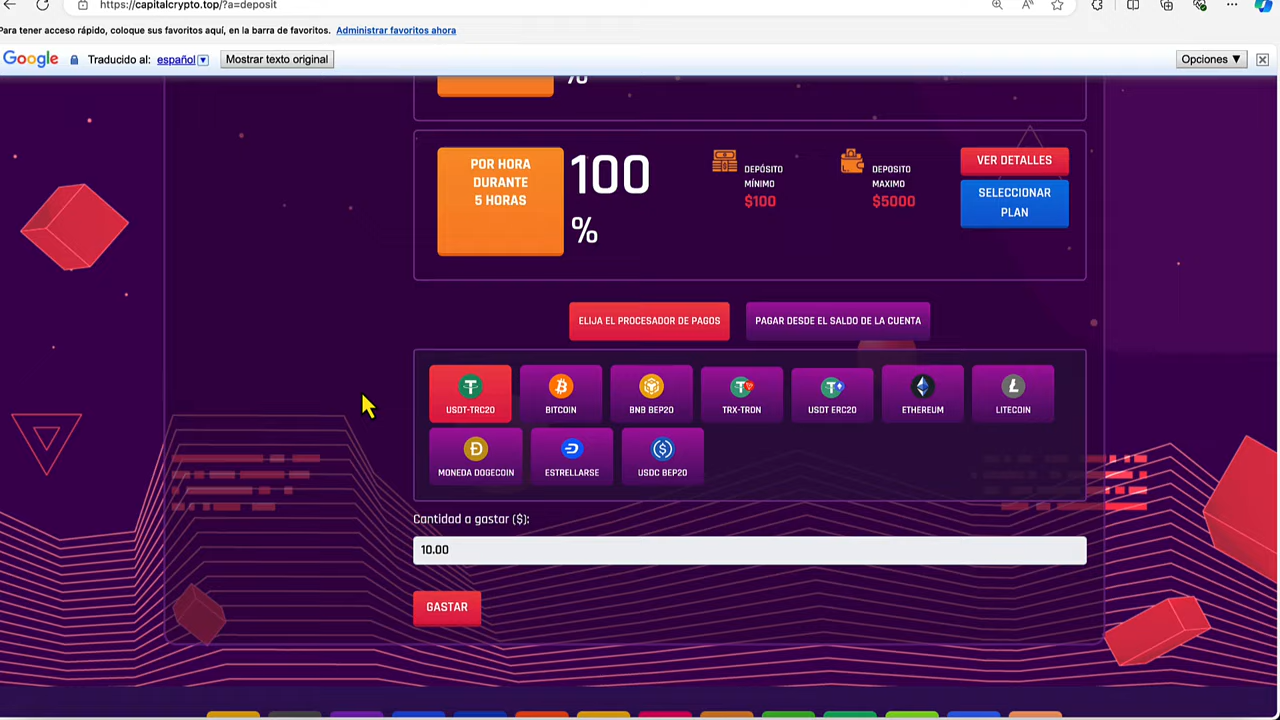 https://capitalcrypto.top/?a=deposit
Para tener acceso rápido, coloque sus favoritos aquí, en la barra de favoritos. Administrar favoritos ahora
Google Traducido al: español Mostrar texto original Opciones ▼
%
POR HORA
DURANTE
5 HORAS
100
%
DEPÓSITO
MÍNIMO
$100
DEPOSITO
MAXIMO
$5000
VER DETALLES
SELECCIONAR
PLAN
ELIJA EL PROCESADOR DE PAGOS
PAGAR DESDE EL SALDO DE LA CUENTA
USDT-TRC20
BITCOIN
BNB BEP20
TRX-TRON
USDT ERC20
ETHEREUM
LITECOIN
MONEDA DOGECOIN
ESTRELLARSE
USDC BEP20
Cantidad a gastar ($):
10.00
GASTAR